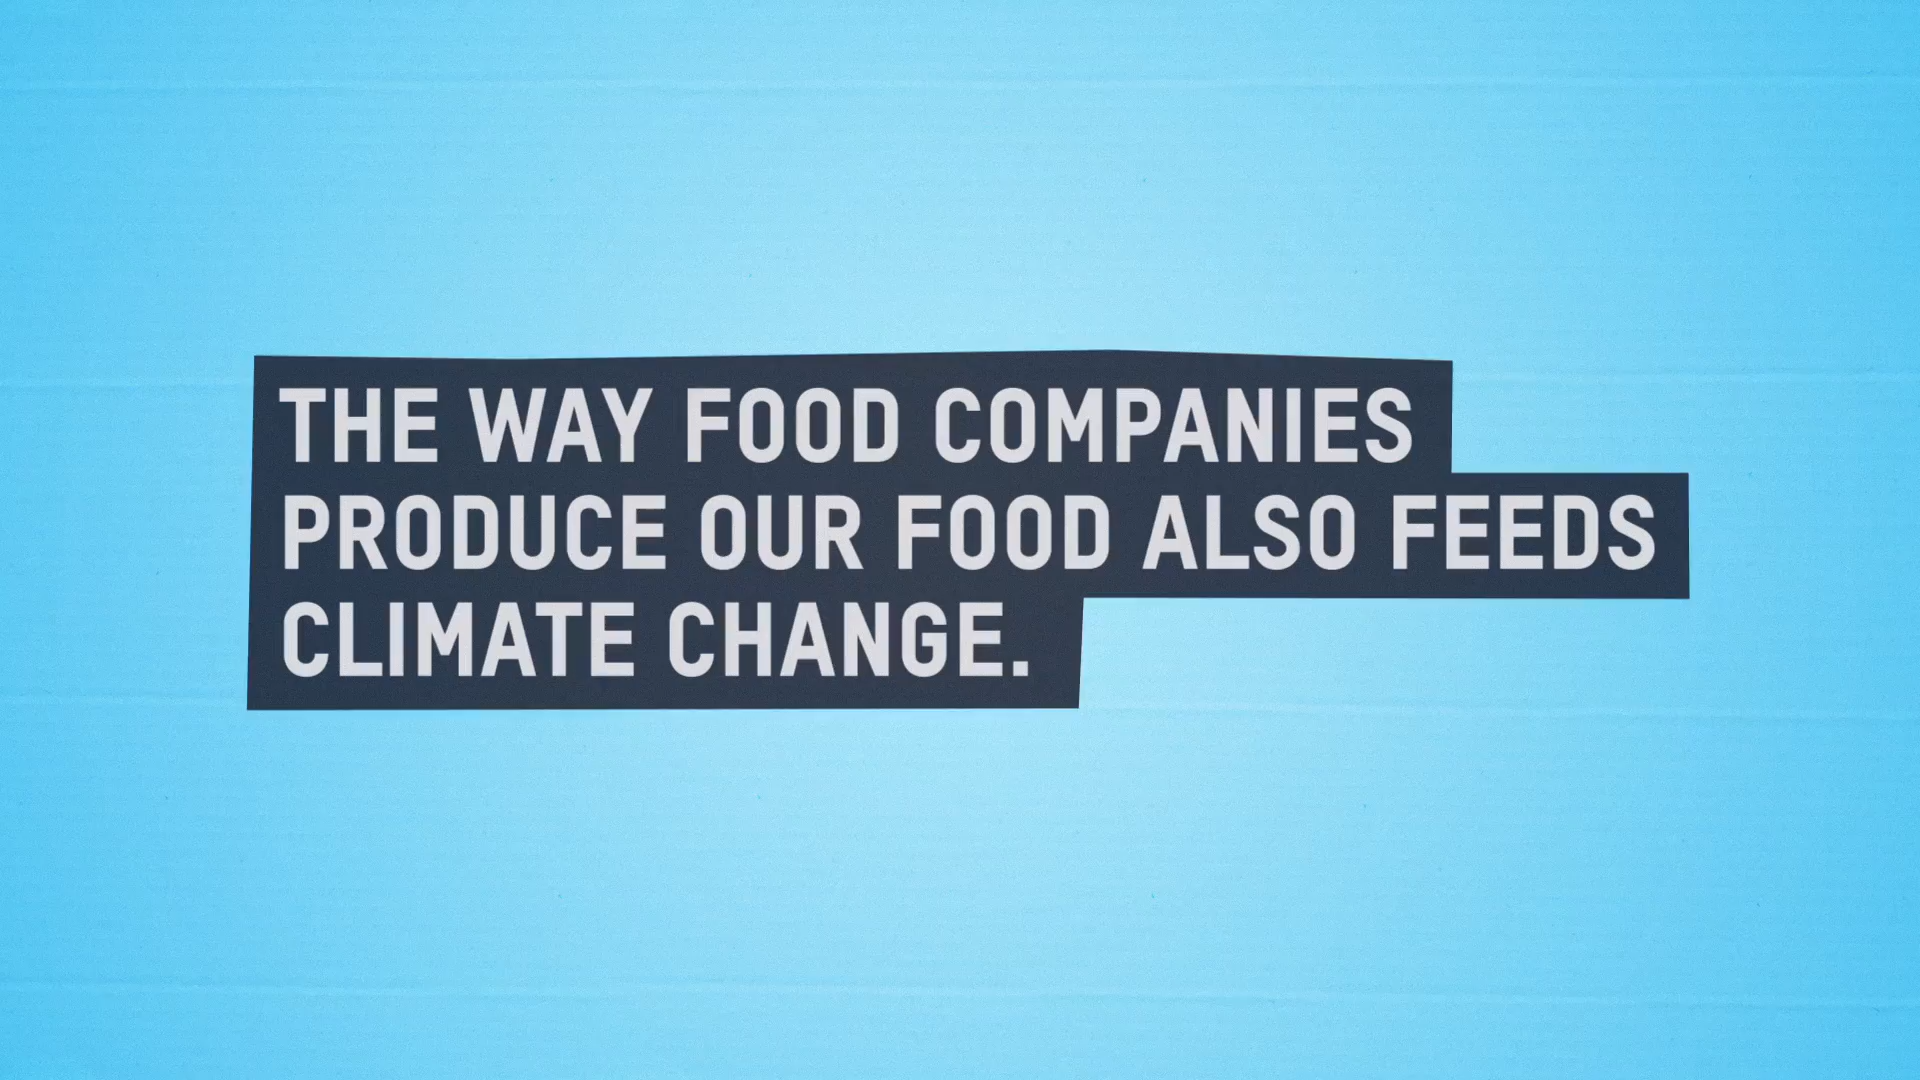 THE WAY FOOD COMPANIES
PRODUCE OUR FOOD ALSO FEEDS
CLIMATE CHANGE.